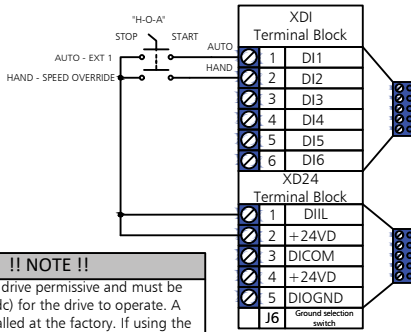 "H-O-A"
STOP START
AUTO - EXT 1
HAND - SPEED OVERRIDE
AUTO
HAND
XDI
Terminal Block
1 DI1
2 DI2
3 DI3
4 DI4
5 DI5
6 DI6
XD24
Terminal Block
1 DIIL
2 +24VD
3 DICOM
4 +24VD
5 DIOGND
J6 Ground selection
switch
!! NOTE !!
drive permissive and must be
dc) for the drive to operate. A
alled at the factory. If using the